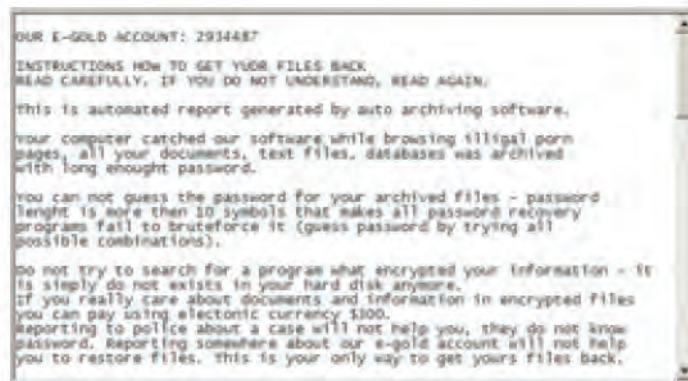 OUR E-GOLD ACCOUNT: 2934487
INSTRUCTIONS HOW TO GET YUOR FILES BACK
READ CAREFULLY. IF YOU DO NOT UNDERSTAND, READ AGAIN.
This is automated report generated by auto archiving software.
Your computer catched our software while browsing illigal porn
pages, all your documents, text files, databases was archived
with long enought password.
You can not guess the password for your archived files - password
lenght is more then 10 symbols that makes all password recovery
programs fail to bruteforce it (guess password by trying all
possible combinations).
Do not try to search for a program what encrypted your information - it
is simply do not exists in your hard disk anymore.
If you really care about documents and information in encrypted files
you can pay using electonic currency $300.
Reporting to police about a case will not help you, they do not know
password. Reporting somewhere about our e-gold account will not help
you to restore files. This is your only way to get yours files back.